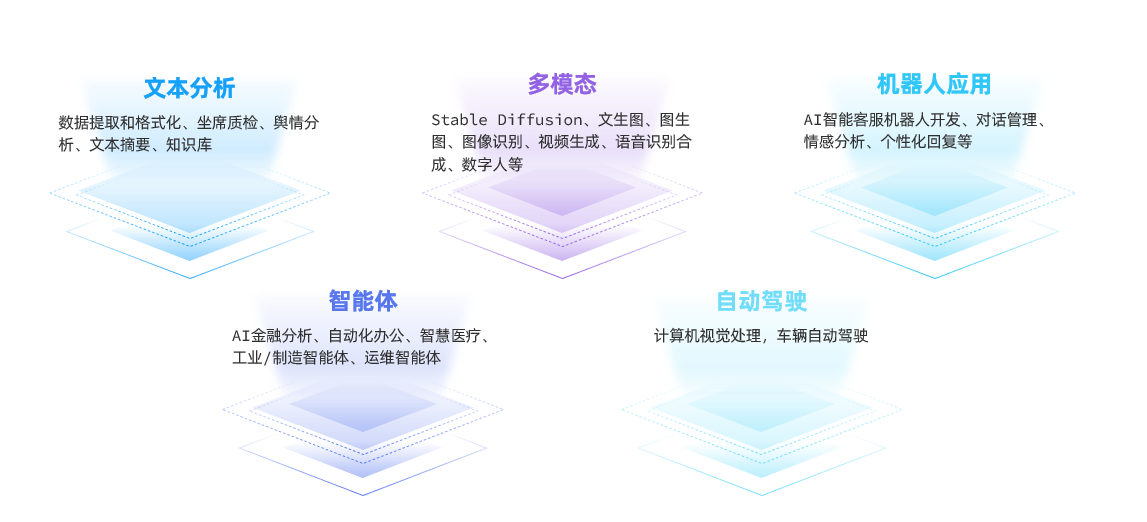 文本分析
数据提取和格式化、坐席质检、舆情分
析、文本摘要、知识库
多模态
Stable Diffusion、文生图、图生
图、图像识别、视频生成、语音识别合
成、数字人等
机器人应用
AI智能客服机器人开发、对话管理、
情感分析、个性化回复等
智能体
AI金融分析、自动化办公、智慧医疗、
工业/制造智能体、运维智能体
自动驾驶
计算机视觉处理，车辆自动驾驶